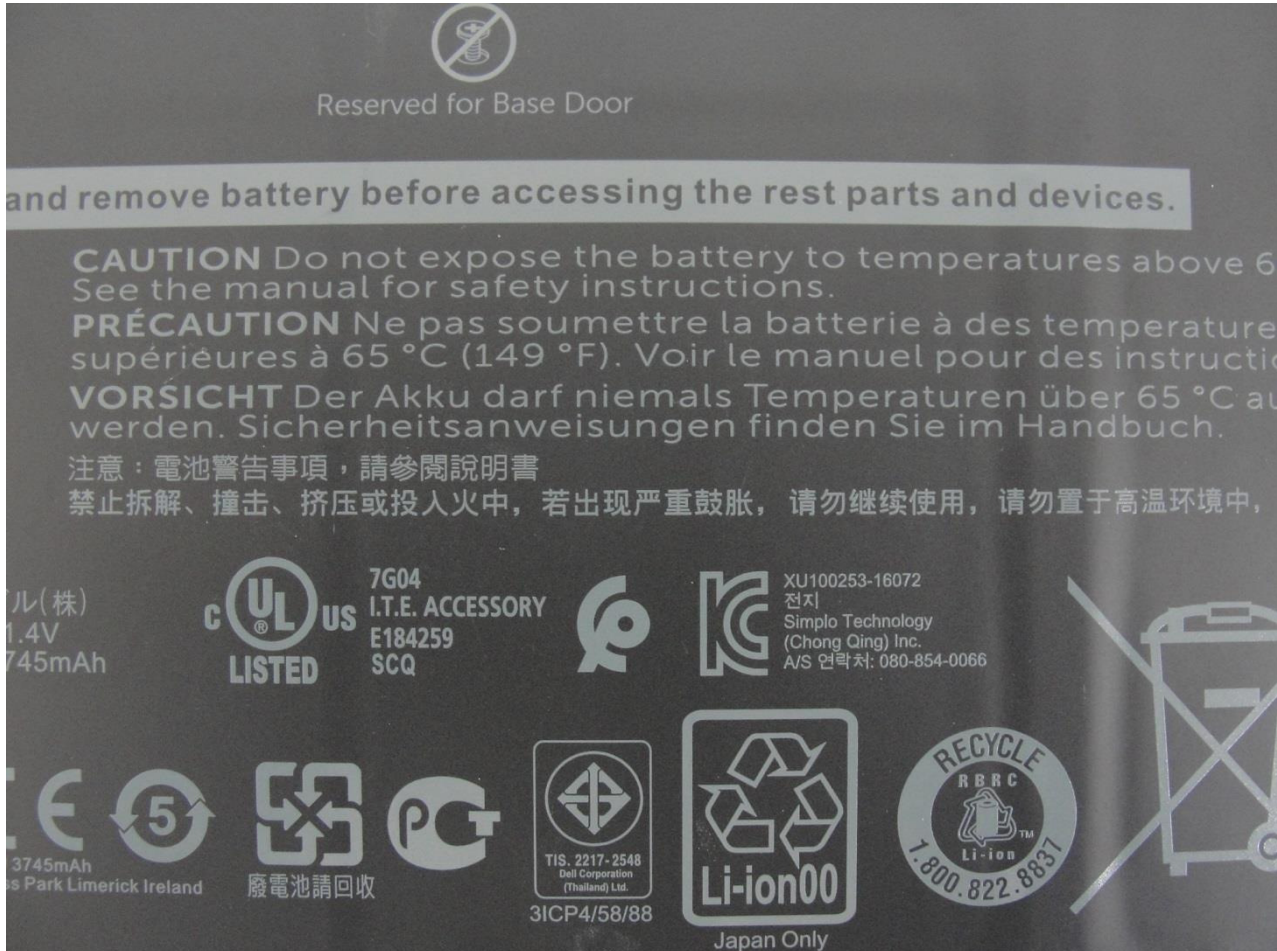 Reserved for Base Door
and remove battery before accessing the rest parts and devices.
CAUTION Do not expose the battery to temperatures above 6
See the manual for safety instructions.
PRÉCAUTION Ne pas soumettre la batterie à des temperature
supérieures à 65 °C (149 °F). Voir le manuel pour des instructi
VORSICHT Der Akku darf niemals Temperaturen über 65 °C au
werden. Sicherheitsanweisungen finden Sie im Handbuch.
注意：電池警告事項，請參閱說明書
禁止拆解、撞击、挤压或投入火中，若出现严重鼓胀，请勿继续使用，请勿置于高温环境中，
ル(株)
1.4V
745mAh
C UL ® US
LISTED
7G04
I.T.E. ACCESSORY
E184259
SCQ
XU100253-16072
전지
Simplo Technology
(Chong Qing) Inc.
A/S 연락처: 080-854-0066
CE
5
3745mAh
ss Park Limerick Ireland
廢電池請回收
PCT
TIS. 2217-2548
Dell Corporation
(Thailand) Ltd.
3ICP4/58/88
Li-ion00
Japan Only
RECYCLE
RBRC
TM
Li-ion
1.800.822.8837